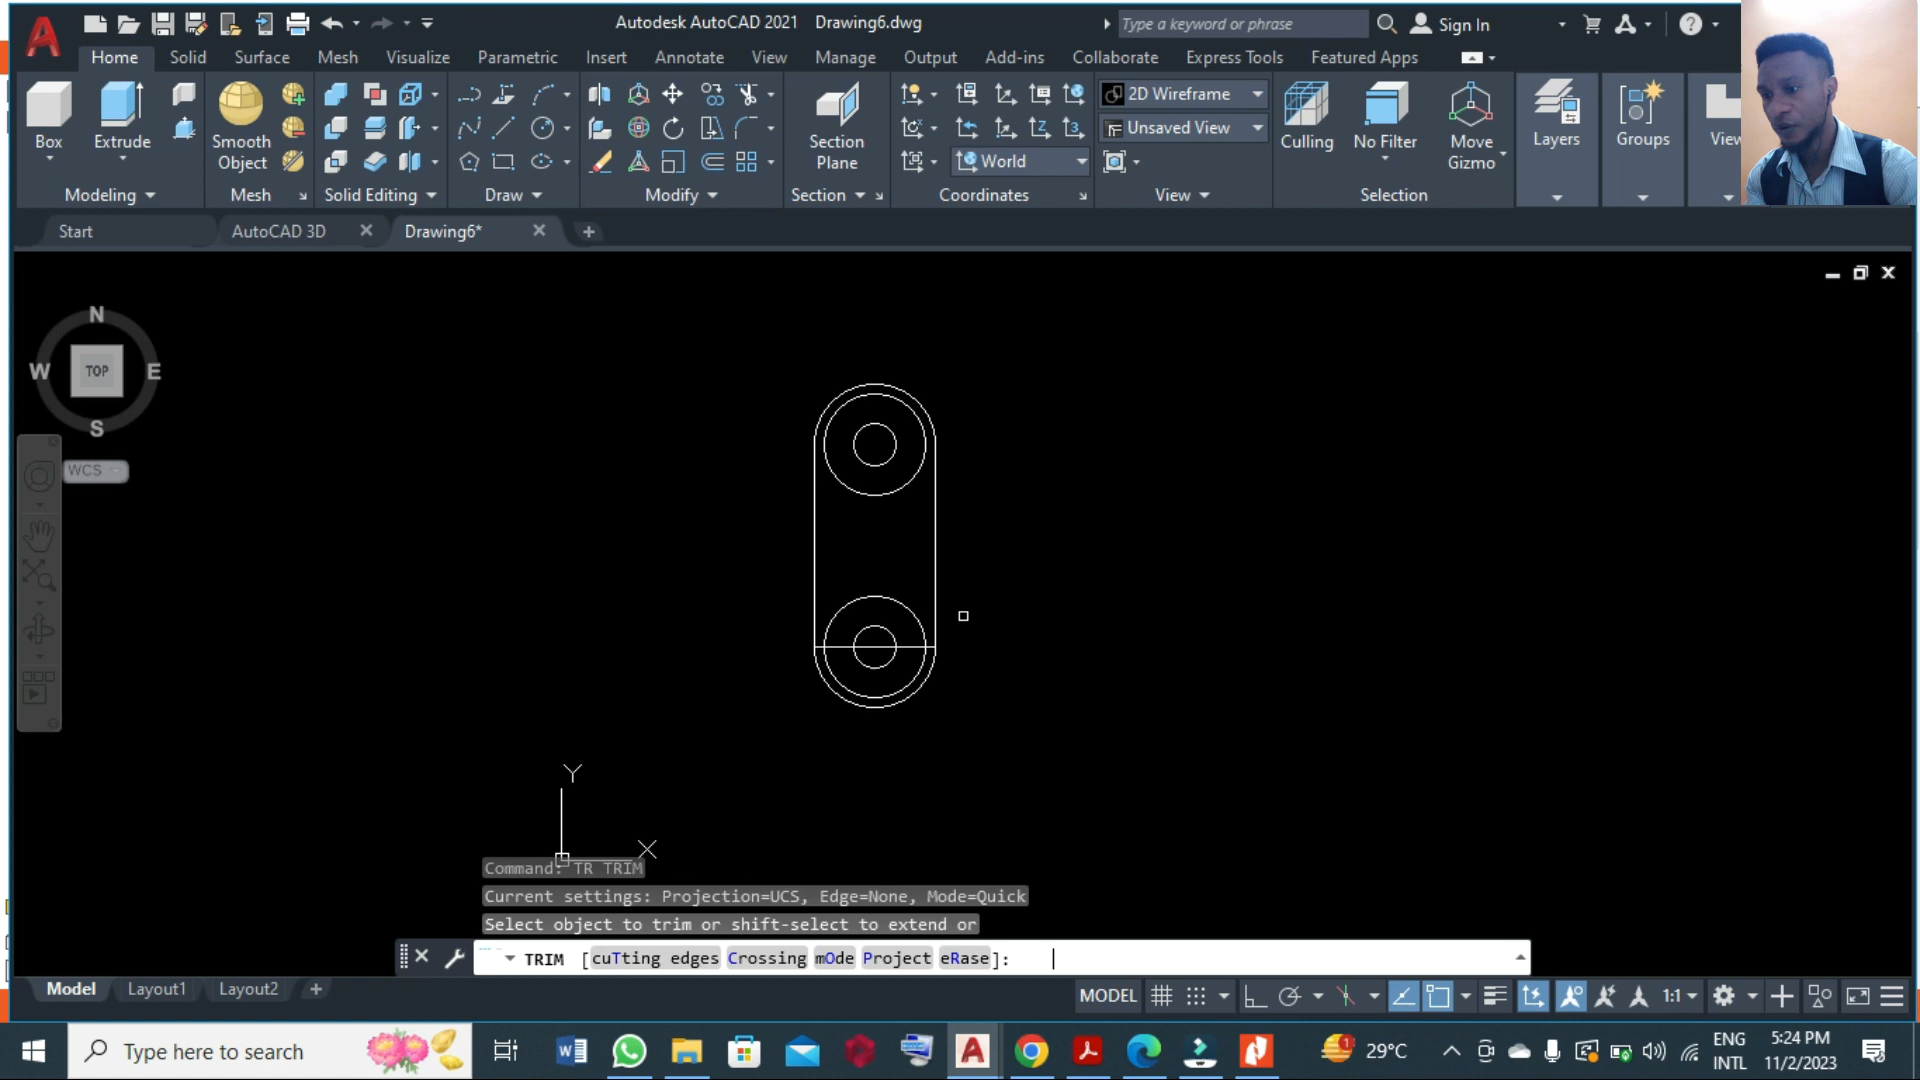 Autodesk AutoCAD 2021 Drawing6.dwg
Type a keyword or phrase
Sign In
Home Solid Surface Mesh Visualize Parametric Insert Annotate View Manage Output Add-ins Collaborate Express Tools Featured Apps
2D Wireframe
Unsaved View
World
Box
Extrude
Smooth
Object
Section
Plane
Culling
No Filter
Move
Gizmo
Layers
Groups
View
Modeling Mesh Solid Editing Draw Modify Section Coordinates View Selection
Start AutoCAD 3D Drawing6*
N
W TOP E
S
WCS
Y
X
Command: TR TRIM
Current settings: Projection=UCS, Edge=None, Mode=Quick
Select object to trim or shift-select to extend or
TRIM [cuTting edges Crossing mOde Project eRase]:
Model Layout1 Layout2
MODEL 1:1
Type here to search
29°C
ENG
INTL
5:24 PM
11/2/2023